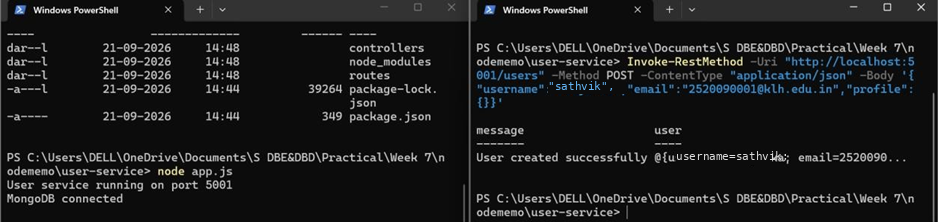 Windows PowerShell
---- ------------- ------ ----
dar--l 21-09-2026 14:48 controllers
dar--l 21-09-2026 14:48 node_modules
dar--l 21-09-2026 14:48 routes
-a---l 21-09-2026 14:44 39264 package-lock.
json
-a---- 21-09-2026 14:44 349 package.json
PS C:\Users\DELL\OneDrive\Documents\S DBE&DBD\Practical\Week 7\n
odememo\user-service> node app.js
User service running on port 5001
MongoDB connected
Windows PowerShell
PS C:\Users\DELL\OneDrive\Documents\S DBE&DBD\Practical\Week 7\n
odememo\user-service> Invoke-RestMethod -Uri "http://localhost:5
001/users" -Method POST -ContentType "application/json" -Body '{
"username" "sathvik", "email":"2520090001@klh.edu.in","profile":
{}}'
message user
------- ----
User created successfully @{username=sathvik; email=2520090...
PS C:\Users\DELL\OneDrive\Documents\S DBE&DBD\Practical\Week 7\n
odememo\user-service>